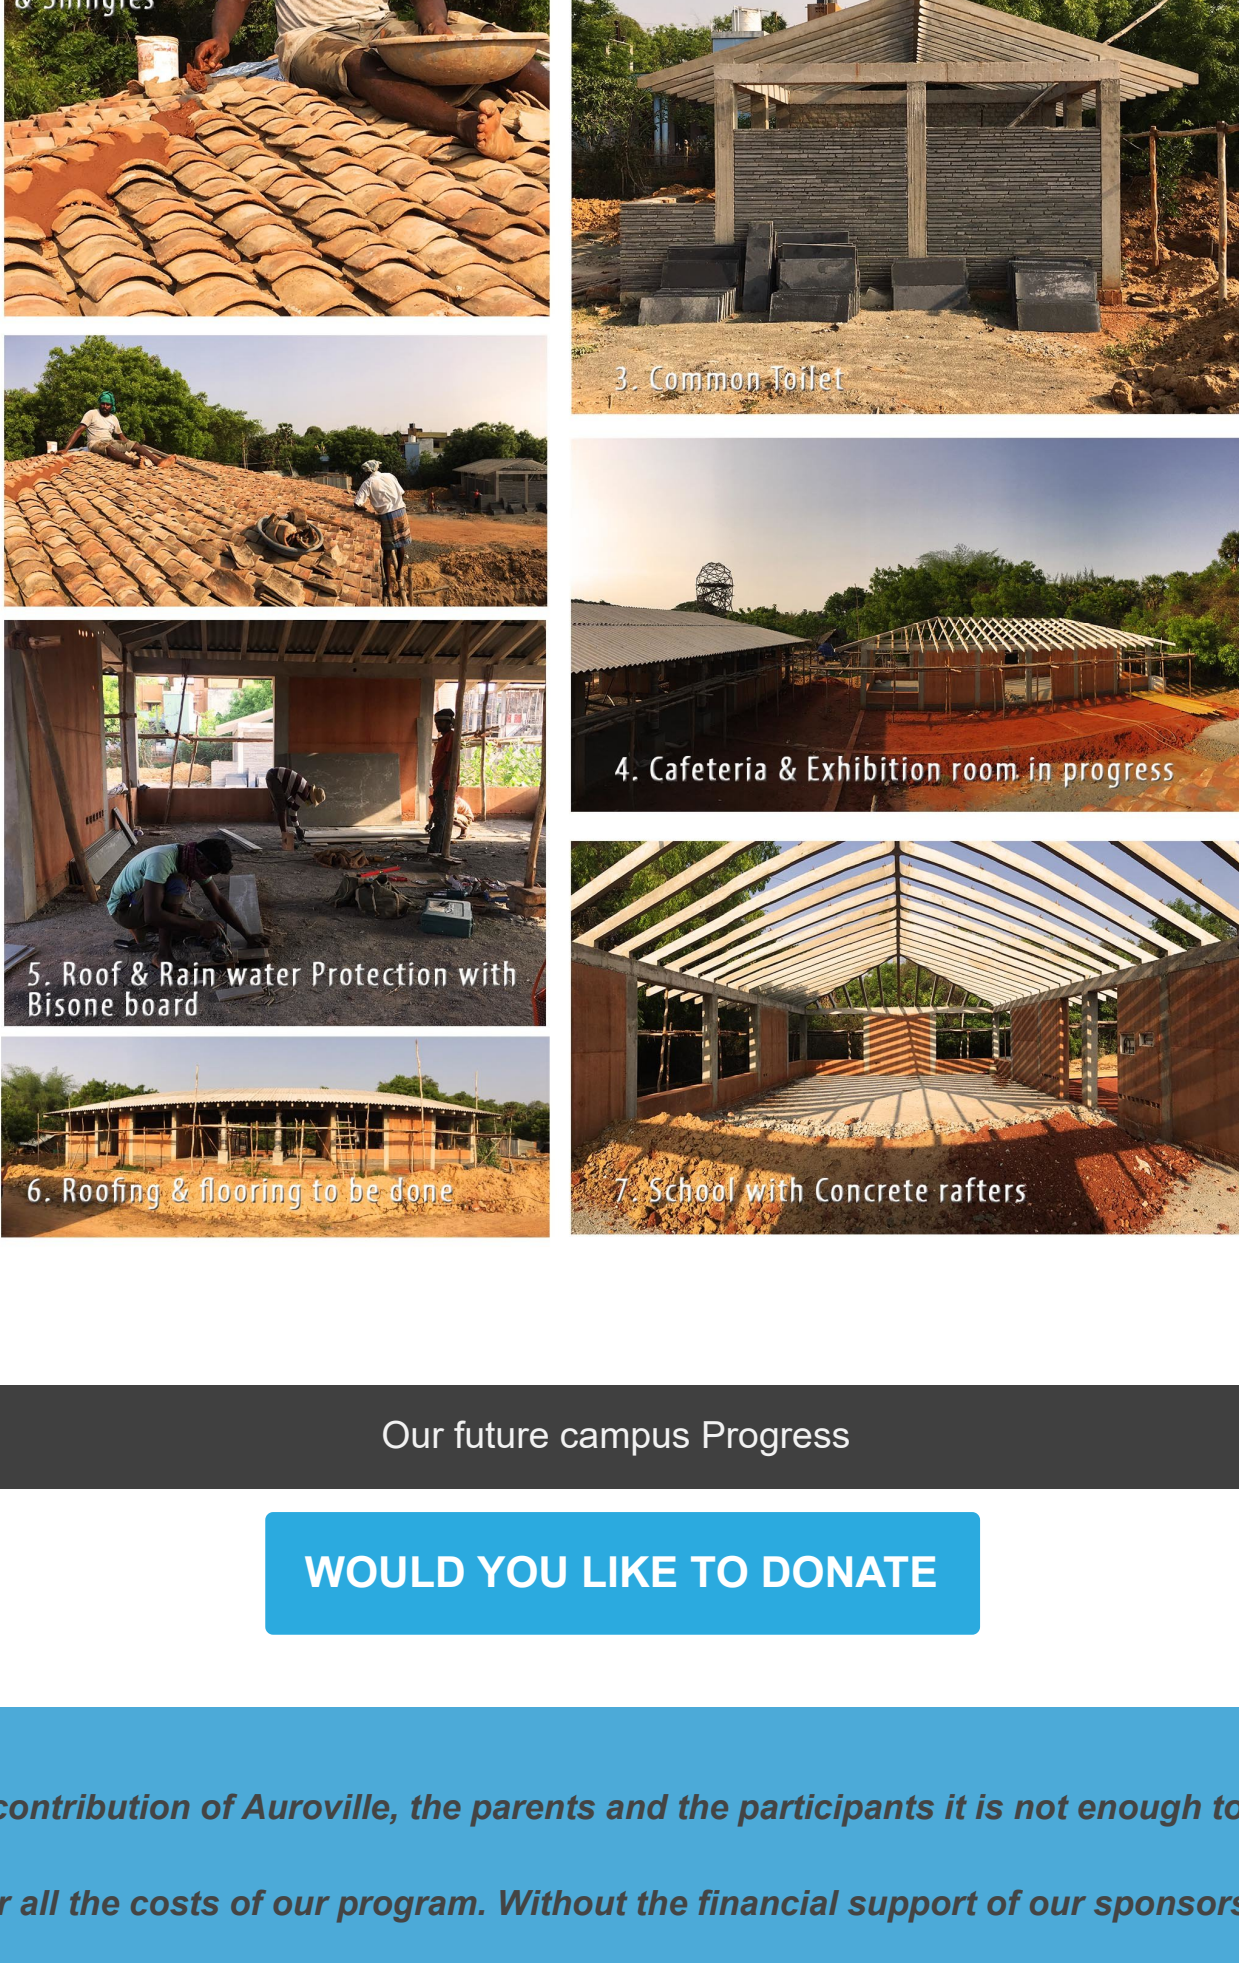 & Shingles
3. Common Toilet
4. Cafeteria & Exhibition room in progress
5. Roof & Rain water Protection with
Bisone board
6. Roofing & flooring to be done
7. School with Concrete rafters
Our future campus Progress
WOULD YOU LIKE TO DONATE
contribution of Auroville, the parents and the participants it is not enough to
r all the costs of our program. Without the financial support of our sponsors